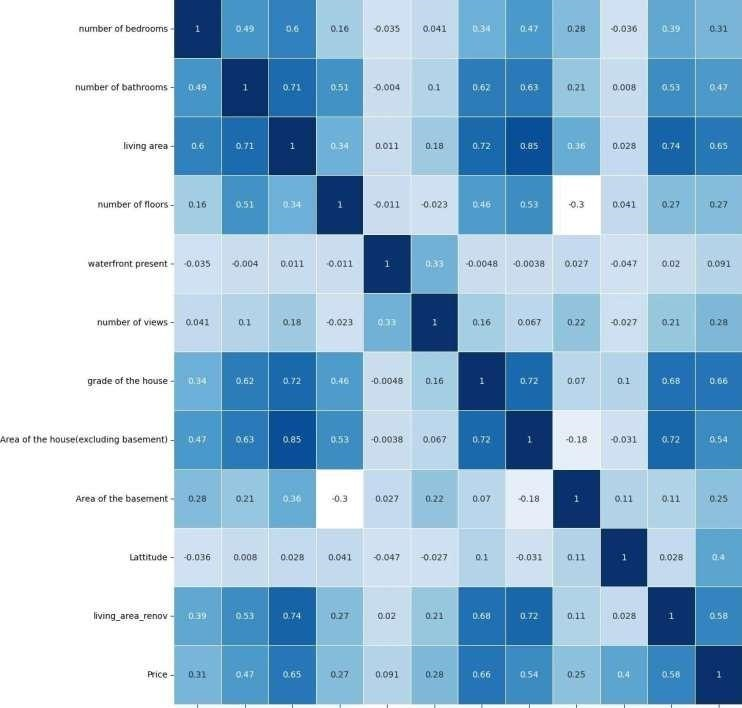 number of bedrooms 1 0.49 0.6 0.16 -0.035 0.041 0.34 0.47 0.28 -0.036 0.39 0.31
number of bathrooms 0.49 1 0.71 0.51 -0.004 0.1 0.62 0.63 0.21 0.008 0.53 0.47
living area 0.6 0.71 1 0.34 0.011 0.18 0.72 0.85 0.36 0.028 0.74 0.65
number of floors 0.16 0.51 0.34 1 -0.011 -0.023 0.46 0.53 -0.3 0.041 0.27 0.27
waterfront present -0.035 -0.004 0.011 -0.011 1 0.33 -0.0048 -0.0038 0.027 -0.047 0.02 0.091
number of views 0.041 0.1 0.18 -0.023 0.33 1 0.16 0.067 0.22 -0.027 0.21 0.28
grade of the house 0.34 0.62 0.72 0.46 -0.0048 0.16 1 0.72 0.07 0.1 0.68 0.66
Area of the house(excluding basement) 0.47 0.63 0.85 0.53 -0.0038 0.067 0.72 1 -0.18 -0.031 0.72 0.54
Area of the basement 0.28 0.21 0.36 -0.3 0.027 0.22 0.07 -0.18 1 0.11 0.11 0.25
Lattitude -0.036 0.008 0.028 0.041 -0.047 -0.027 0.1 -0.031 0.11 1 0.028 0.4
living_area_renov 0.39 0.53 0.74 0.27 0.02 0.21 0.68 0.72 0.11 0.028 1 0.58
Price 0.31 0.47 0.65 0.27 0.091 0.28 0.66 0.54 0.25 0.4 0.58 1